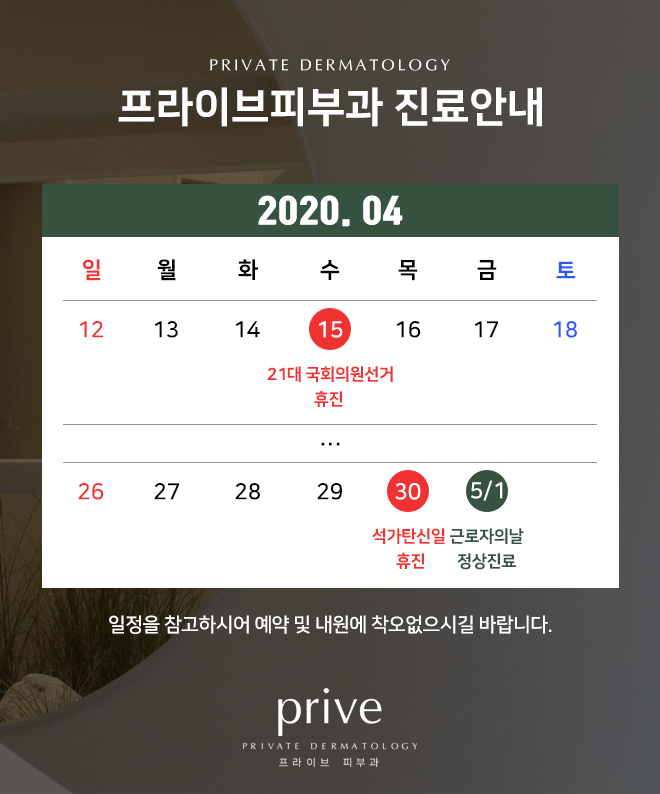 PRIVATE DERMATOLOGY
프라이브피부과 진료안내
2020. 04
일 월 화 수 목 금 토
12 13 14 15 16 17 18
21대 국회의원선거
휴진
...
26 27 28 29 30 5/1
석가탄신일 근로자의날
휴진 정상진료
일정을 참고하시어 예약 및 내원에 착오없으시길 바랍니다.
prive
PRIVATE DERMATOLOGY
프라이브 피부과